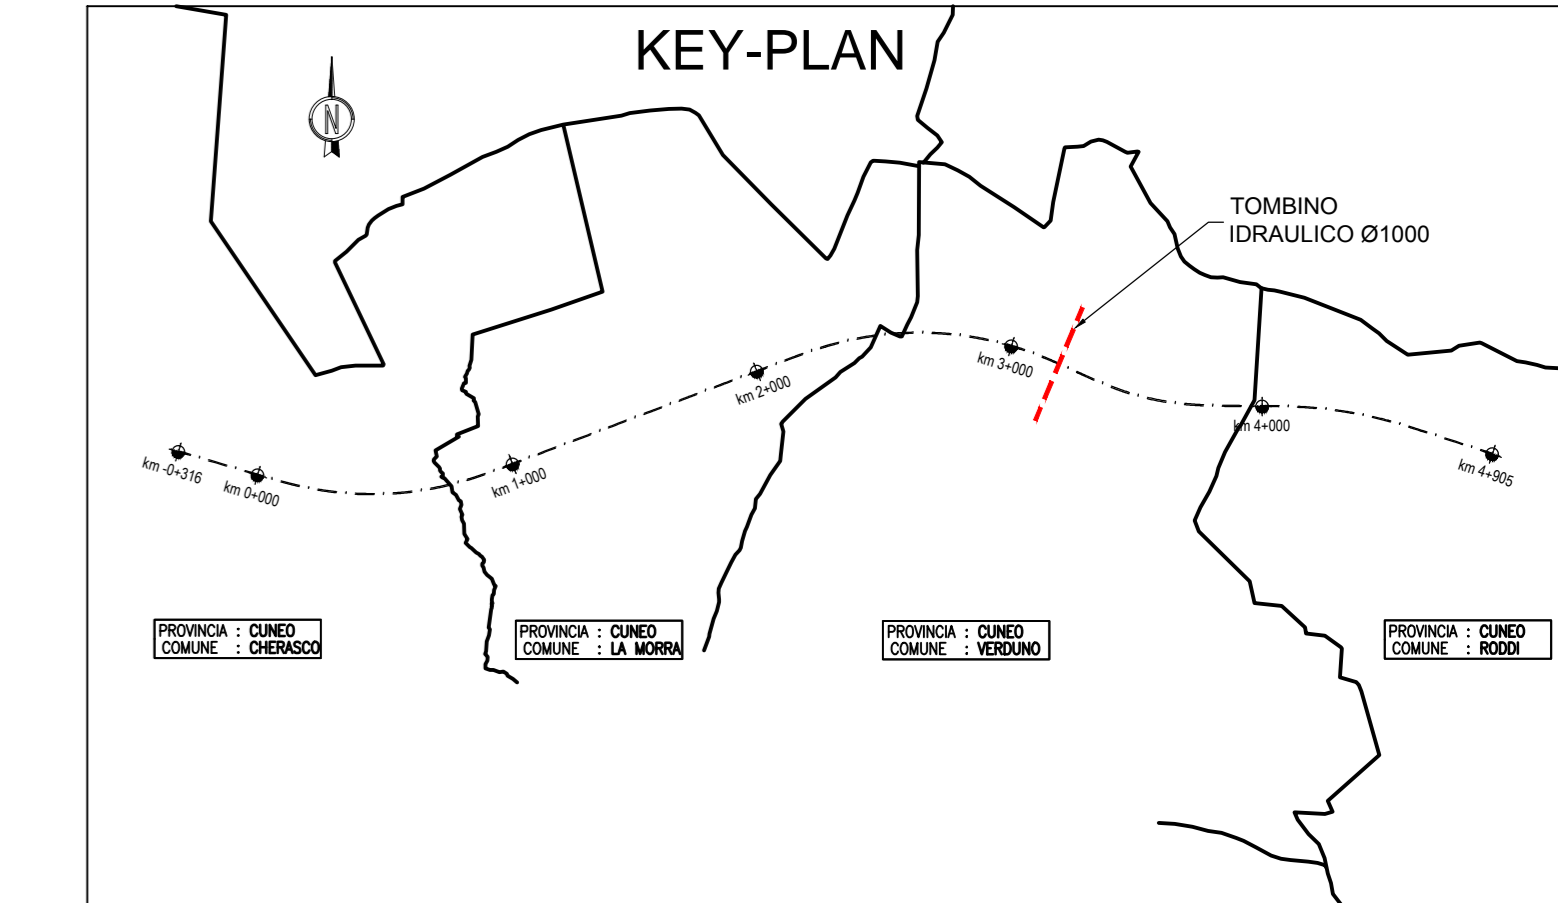 KEY-PLAN
N
TOMBINO
IDRAULICO Ø1000
km -0+316
km 0+000
km 1+000
km 2+000
km 3+000
km 4+000
km 4+905
PROVINCIA : CUNEO
COMUNE : CHERASCO
PROVINCIA : CUNEO
COMUNE : LA MORRA
PROVINCIA : CUNEO
COMUNE : VERDUNO
PROVINCIA : CUNEO
COMUNE : RODDI